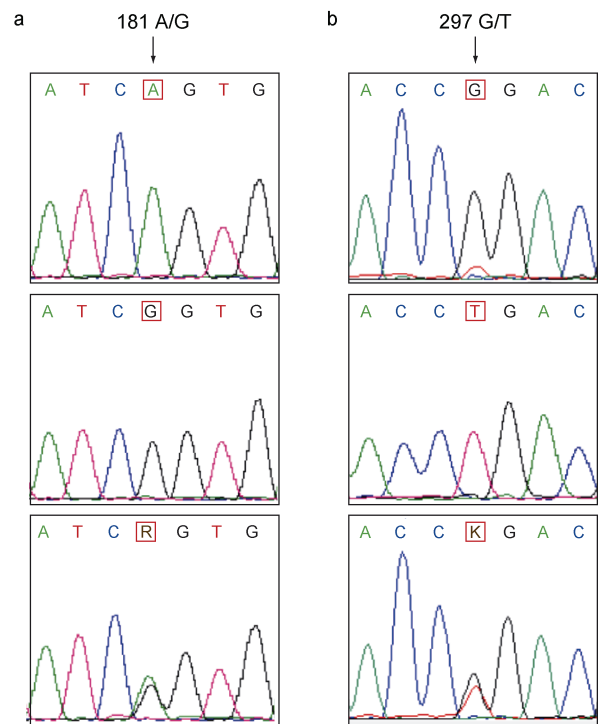 a 181 A/G
A T C A G T G
A T C G G T G
A T C R G T G
b 297 G/T
A C C G G A C
A C C T G A C
A C C K G A C